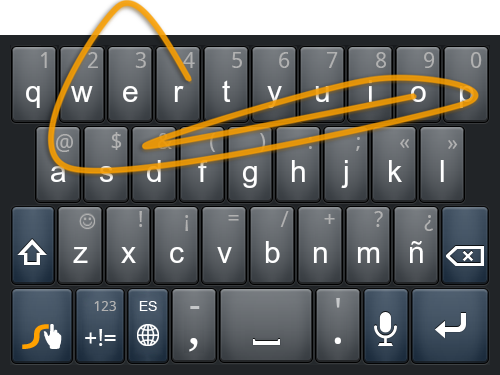 1 2 3 4 5 6 7 8 9 0
q w e r t y u i o p
@ $ & ( ) : ; « »
a s d f g h j k l
☺ ! ¡ = / + ? ¿
z x c v b n m ñ
123 ES - '
+!= , .